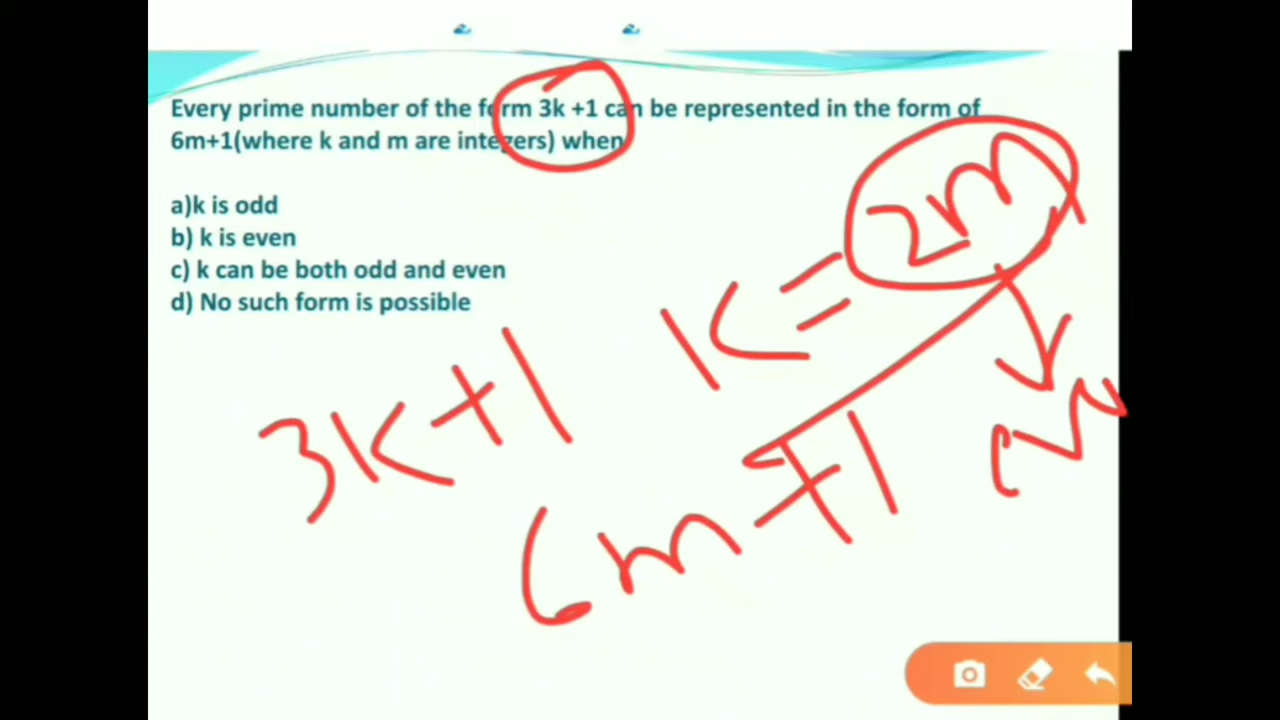 Every prime number of the form 3k +1 can be represented in the form of
6m+1(where k and m are integers) when
a)k is odd
b) k is even
c) k can be both odd and even
d) No such form is possible
K = 2m
3K+1
6m+1